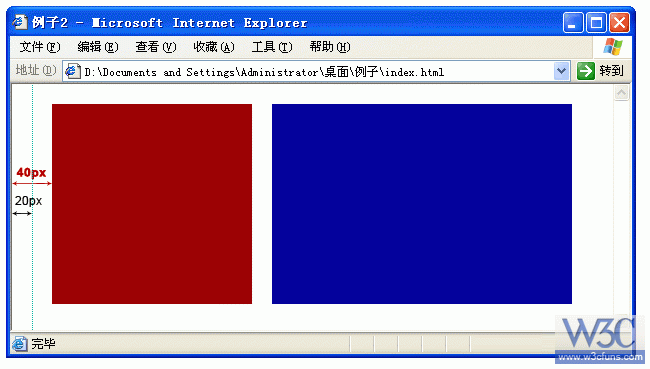 例子2 - Microsoft Internet Explorer
文件(F) 编辑(E) 查看(V) 收藏(A) 工具(T) 帮助(H)
地址(D) D:\Documents and Settings\Administrator\桌面\例子\index.html 转到
40px
20px
完毕
W3C
www.w3cfuns.com